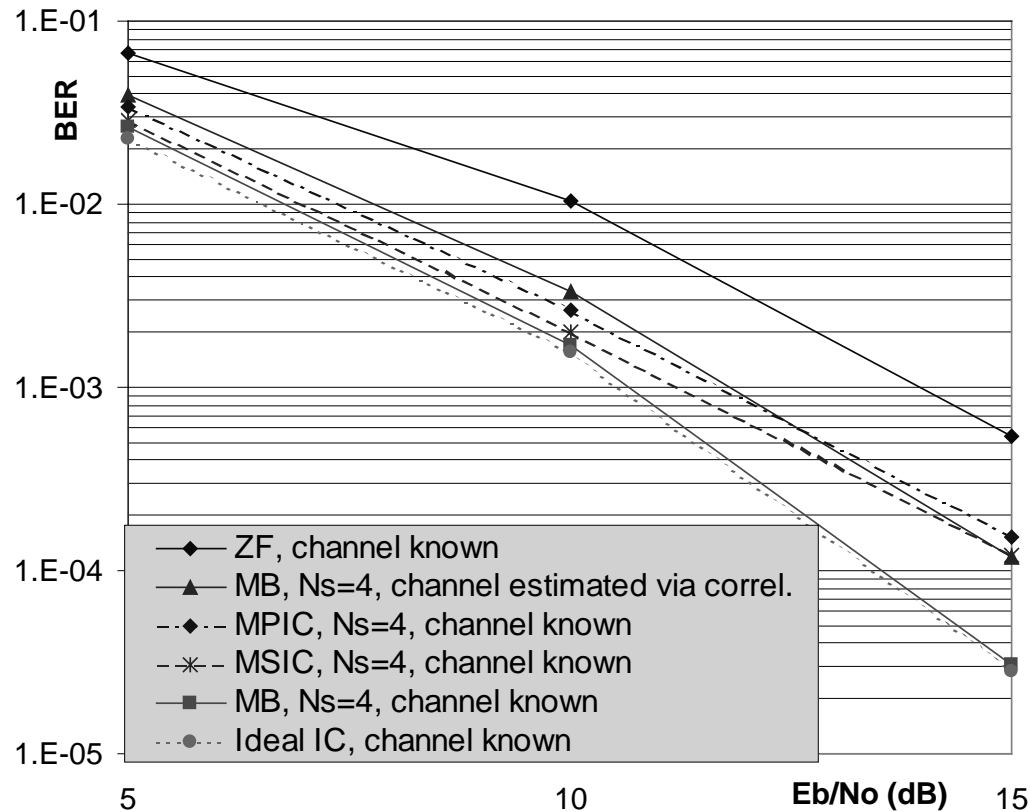 1.E-01
BER
1.E-02
1.E-03
1.E-04
1.E-05
ZF, channel known
MB, Ns=4, channel estimated via correl.
MPIC, Ns=4, channel known
MSIC, Ns=4, channel known
MB, Ns=4, channel known
Ideal IC, channel known
5
10
Eb/No (dB)
15